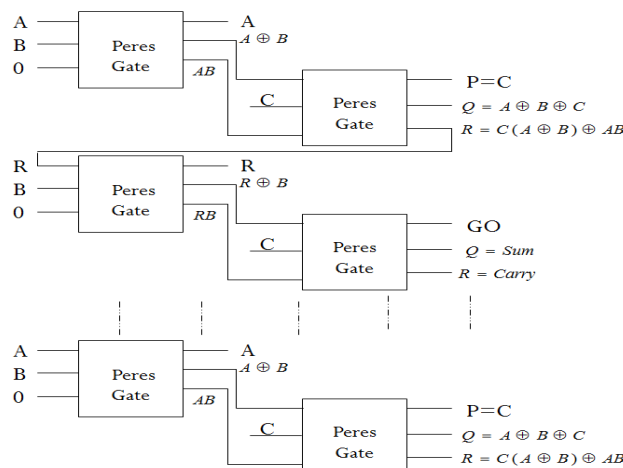 A
B
0
Peres
Gate
A
A ⊕ B
AB
C
Peres
Gate
P=C
Q = A ⊕ B ⊕ C
R = C(A ⊕ B) ⊕ AB
R
B
0
Peres
Gate
R
R ⊕ B
RB
C
Peres
Gate
GO
Q = Sum
R = Carry
A
B
0
Peres
Gate
A
A ⊕ B
AB
C
Peres
Gate
P=C
Q = A ⊕ B ⊕ C
R = C(A ⊕ B) ⊕ AB